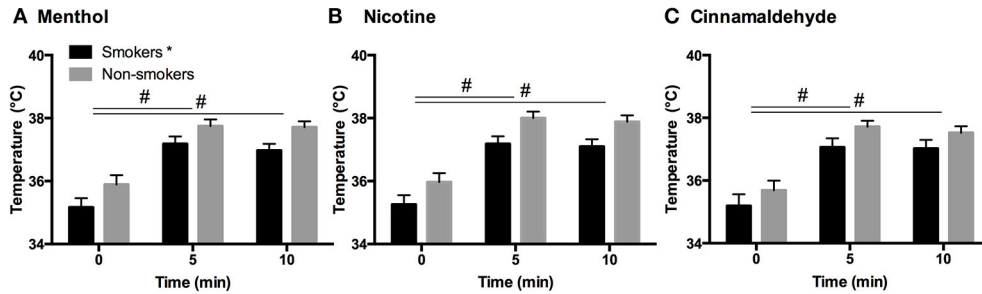 A Menthol
Smokers *
Non-smokers
#
#
Temperature (°C)
40
38
36
34
0
5
10
Time (min)
B Nicotine
#
#
Temperature (°C)
40
38
36
34
0
5
10
Time (min)
C Cinnamaldehyde
#
#
Temperature (°C)
40
38
36
34
0
5
10
Time (min)